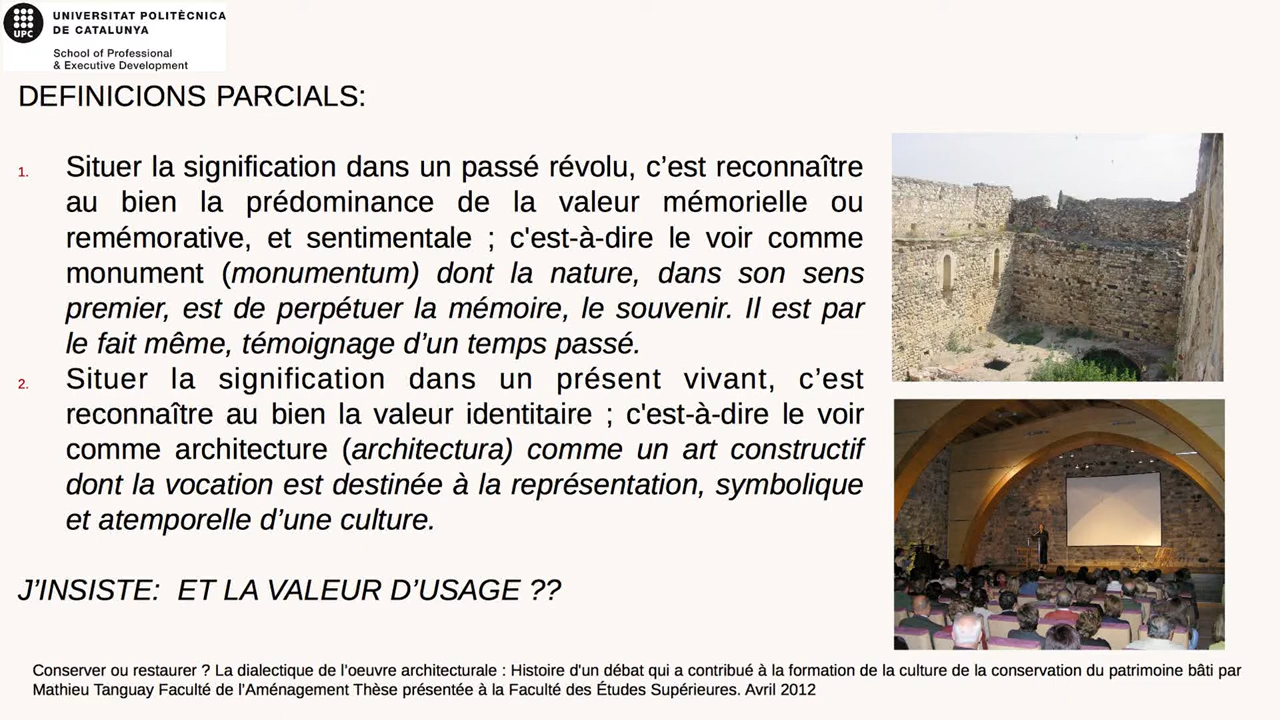 UNIVERSITAT POLITÈCNICA
DE CATALUNYA
UPC
School of Professional
& Executive Development
DEFINICIONS PARCIALS:
1. Situer la signification dans un passé révolu, c’est reconnaître
au bien la prédominance de la valeur mémorielle ou
remémorative, et sentimentale ; c'est-à-dire le voir comme
monument (monumentum) dont la nature, dans son sens
premier, est de perpétuer la mémoire, le souvenir. Il est par
le fait même, témoignage d’un temps passé.
2. Situer la signification dans un présent vivant, c’est
reconnaître au bien la valeur identitaire ; c'est-à-dire le voir
comme architecture (architectura) comme un art constructif
dont la vocation est destinée à la représentation, symbolique
et atemporelle d’une culture.
J’INSISTE: ET LA VALEUR D’USAGE ??
Conserver ou restaurer ? La dialectique de l’oeuvre architecturale : Histoire d'un débat qui a contribué à la formation de la culture de la conservation du patrimoine bâti par
Mathieu Tanguay Faculté de l’Aménagement Thèse présentée à la Faculté des Études Supérieures. Avril 2012